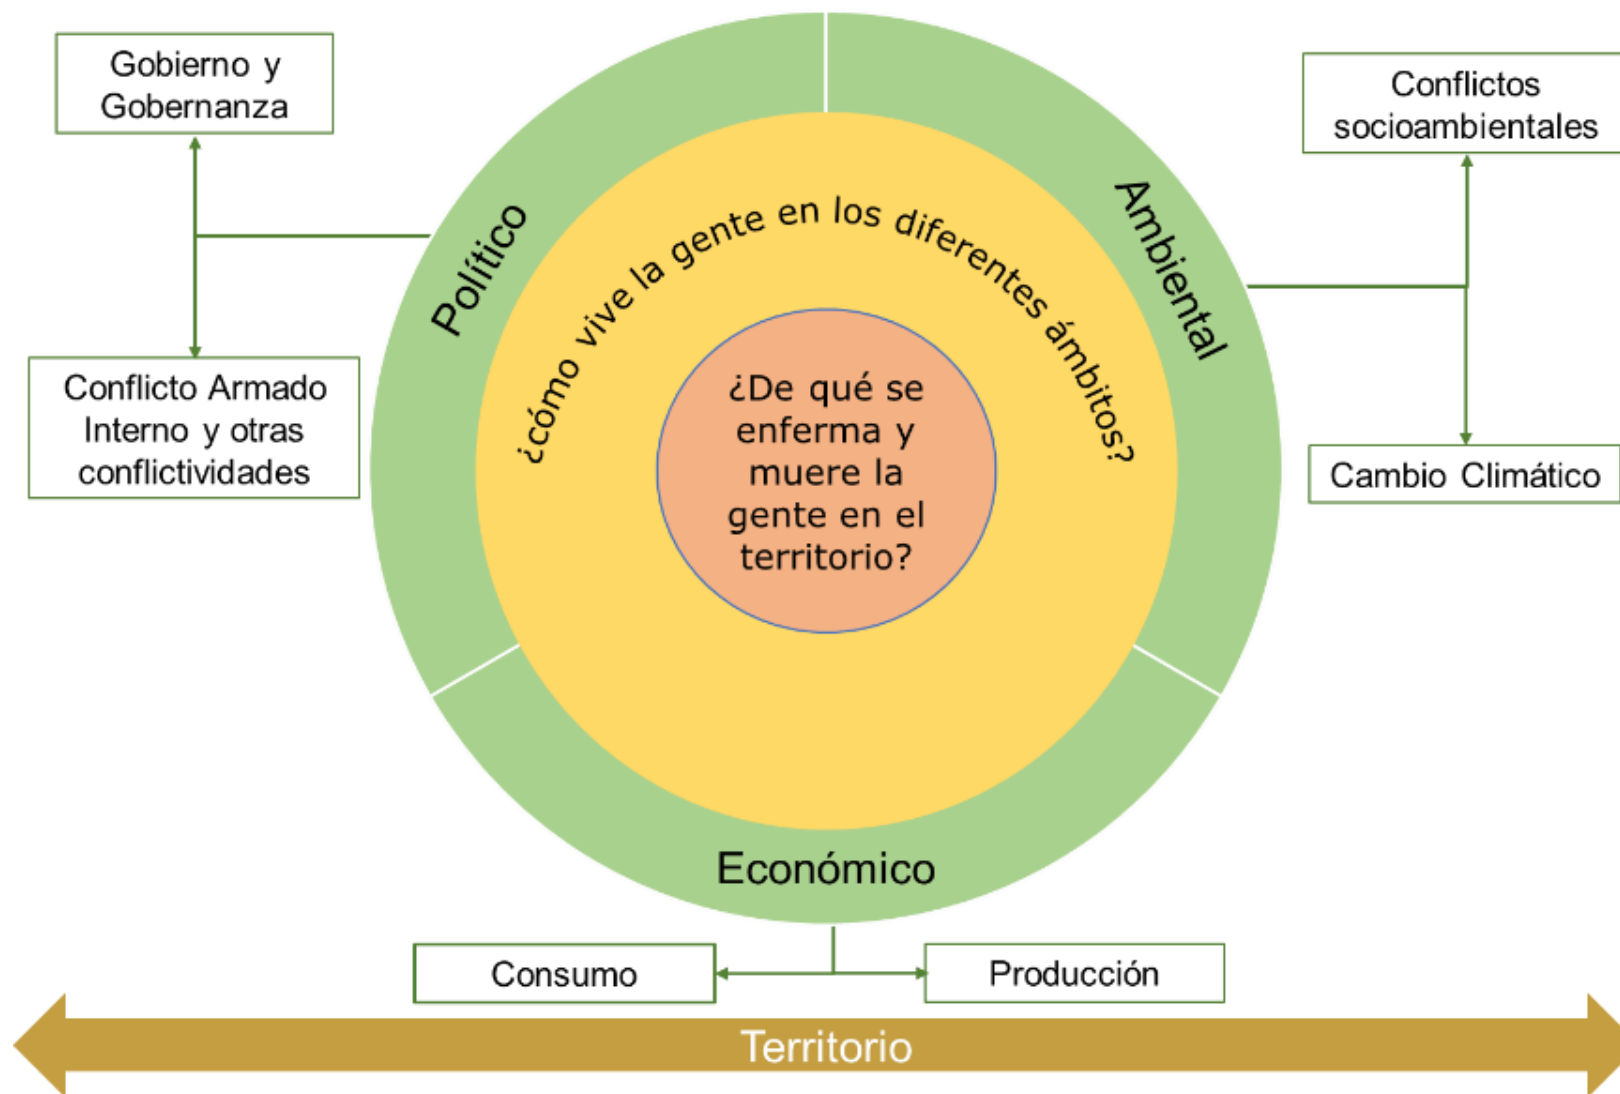 Gobierno y
Gobernanza
Conflictos
socioambientales
Político
Ambiental
¿cómo vive la gente en los diferentes ámbitos?
Conflicto Armado
Interno y otras
conflictividades
¿De qué se
enferma y
muere la
gente en el
territorio?
Cambio Climático
Económico
Consumo
Producción
Territorio